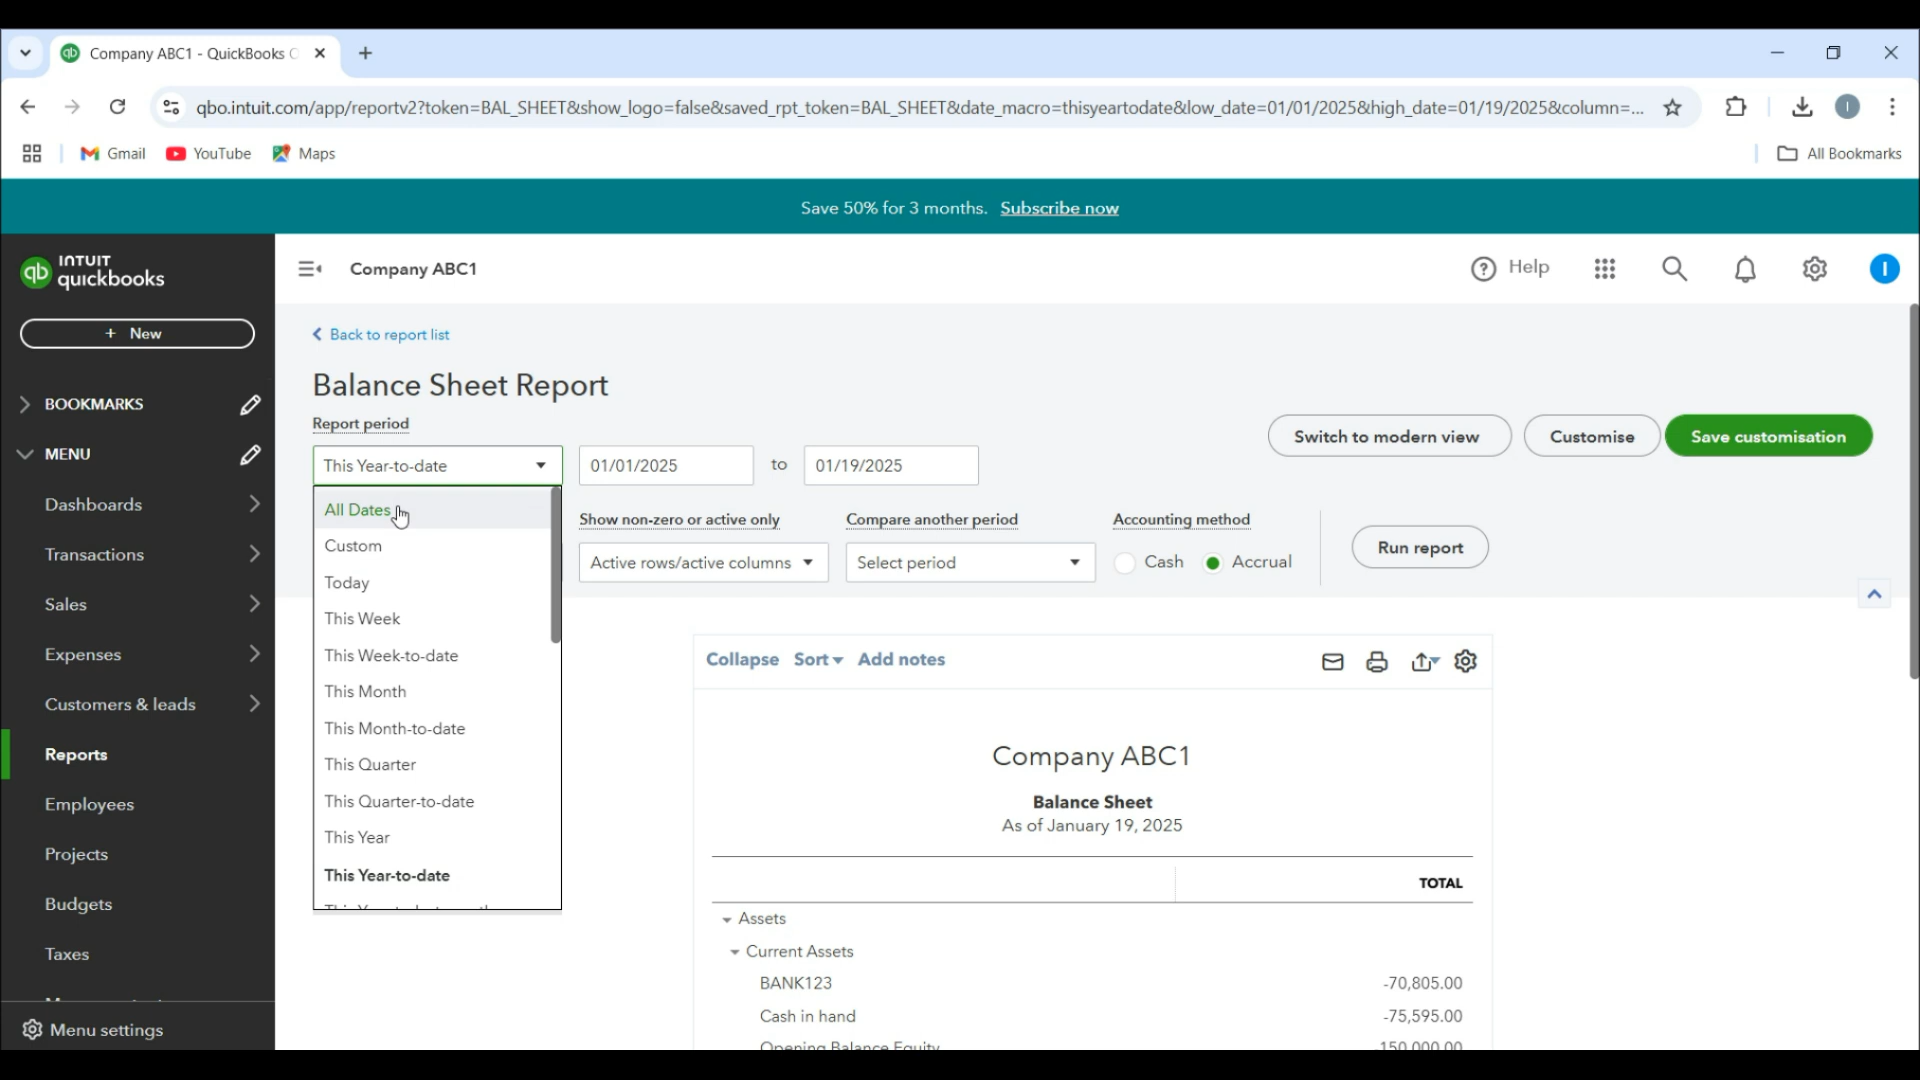 Company ABC1 - QuickBooks
qbo.intuit.com/app/reportv2?token=BAL_SHEET&show_logo=false&saved_rpt_token=BAL_SHEET&date_macro=thisyeartodate&low_date=01/01/2025&high_date=01/19/2025&column=...
Gmail YouTube Maps All Bookmarks
Save 50% for 3 months. Subscribe now
INTUIT
quickbooks
Company ABC1
Help
I
+ New
Back to report list
BOOKMARKS
MENU
Dashboards
Transactions
Sales
Expenses
Customers & leads
Reports
Employees
Projects
Budgets
Taxes
Menu settings
Balance Sheet Report
Report period
This Year-to-date
01/01/2025 to 01/19/2025
Switch to modern view
Customise
Save customisation
All Dates
Custom
Today
This Week
This Week-to-date
This Month
This Month-to-date
This Quarter
This Quarter-to-date
This Year
This Year-to-date
Show non-zero or active only
Active rows/active columns
Compare another period
Select period
Accounting method
Cash Accrual
Run report
Collapse Sort Add notes
Company ABC1
Balance Sheet
As of January 19, 2025
TOTAL
Assets
Current Assets
BANK123 -70,805.00
Cash in hand -75,595.00
Opening Balance Equity